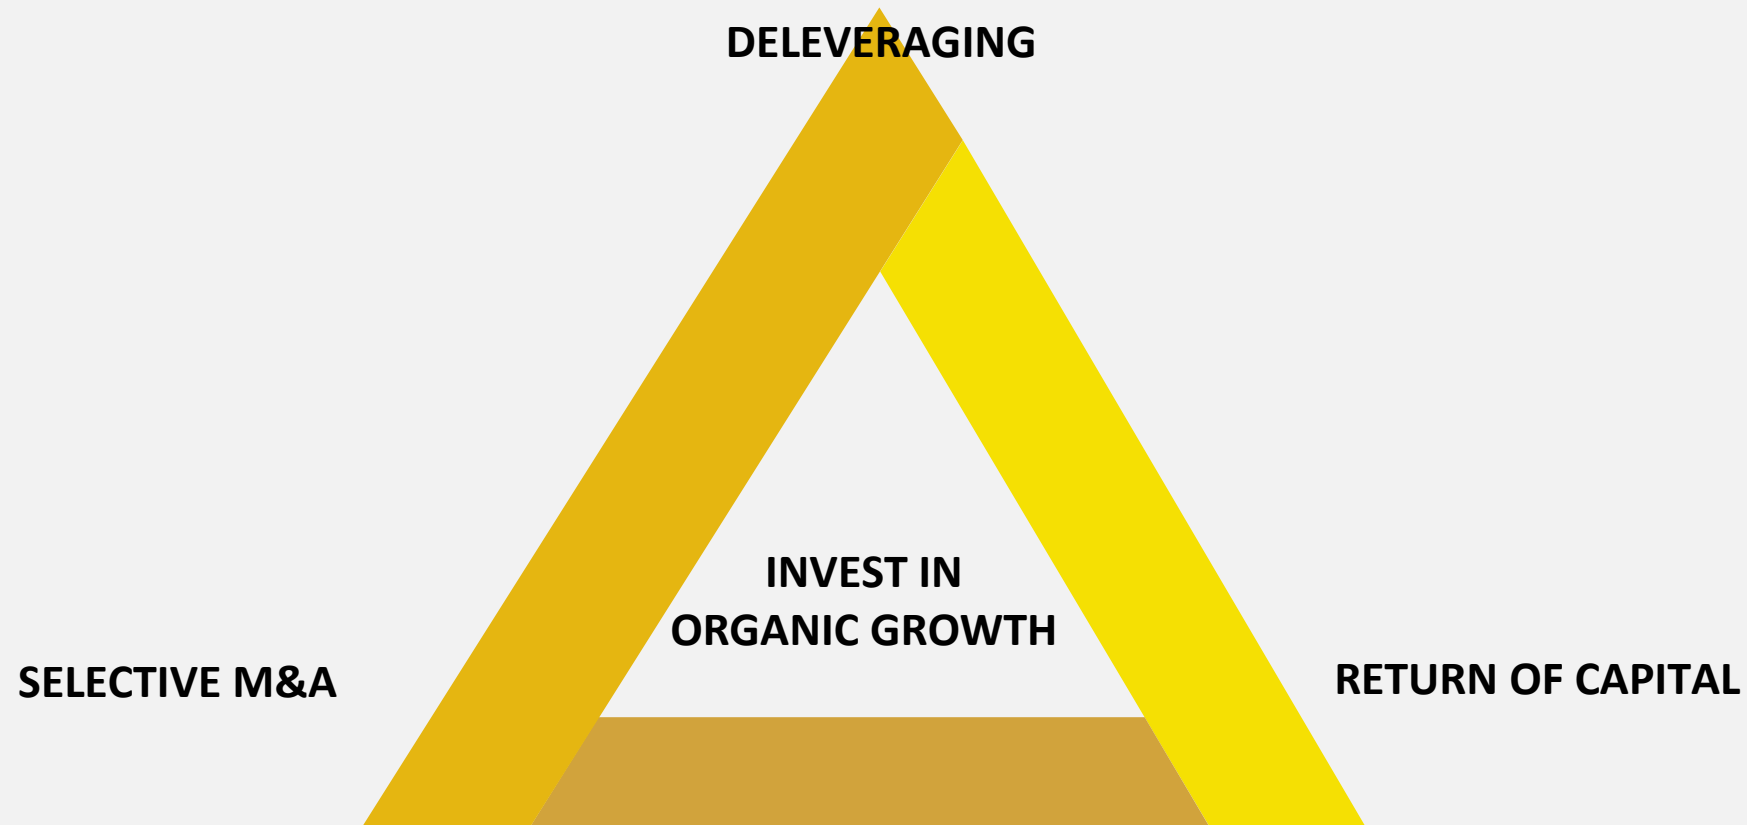 DELEVERAGING
INVEST IN
ORGANIC GROWTH
SELECTIVE M&A
RETURN OF CAPITAL